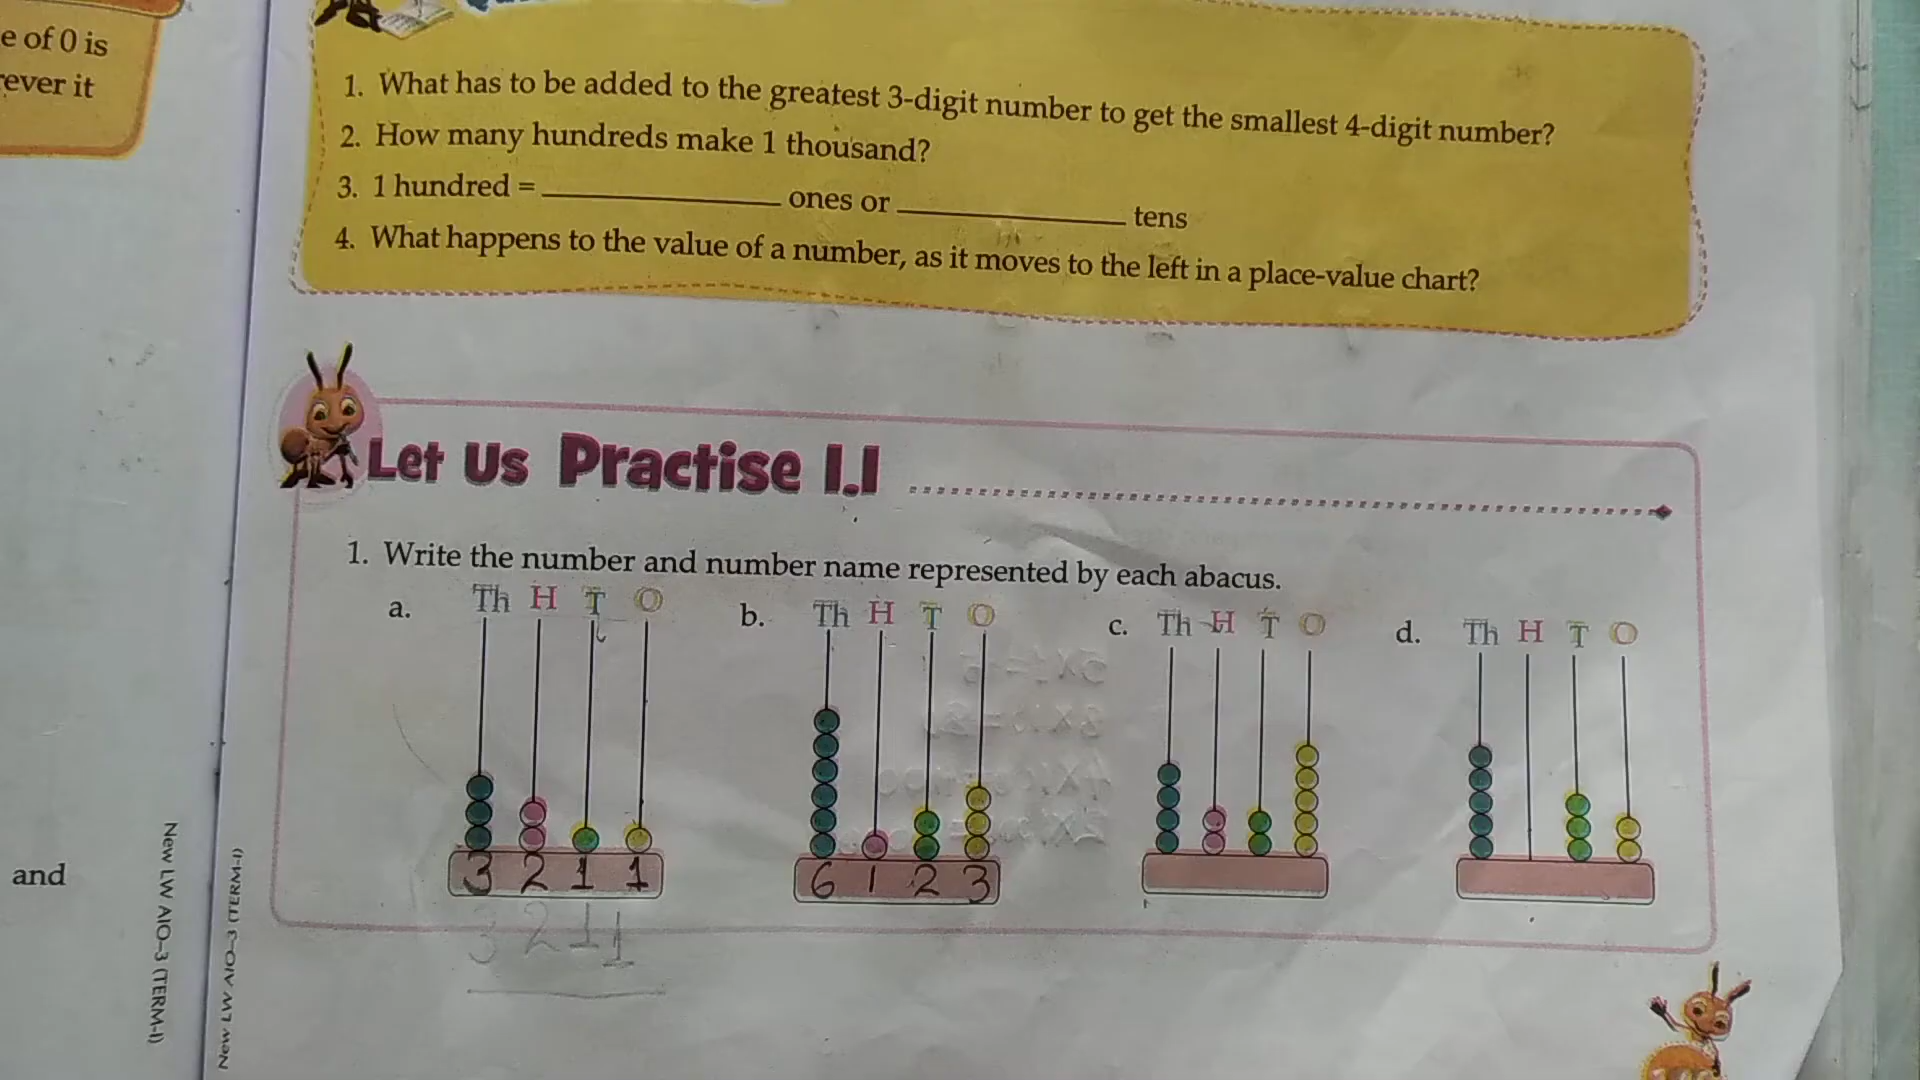 e of 0 is
ever it
and
New LW AIO–3 (TERM-I)
New LW AIO–3 (TERM-I)
1. What has to be added to the greatest 3-digit number to get the smallest 4-digit number?
2. How many hundreds make 1 thousand?
3. 1 hundred = ____________ ones or ____________ tens
4. What happens to the value of a number, as it moves to the left in a place-value chart?
Let Us Practise 1.1
1. Write the number and number name represented by each abacus.
a. Th H T O b. Th H T O c. Th H T O d. Th H T O
3 2 1 1 6 1 2 3
3 2 1 1